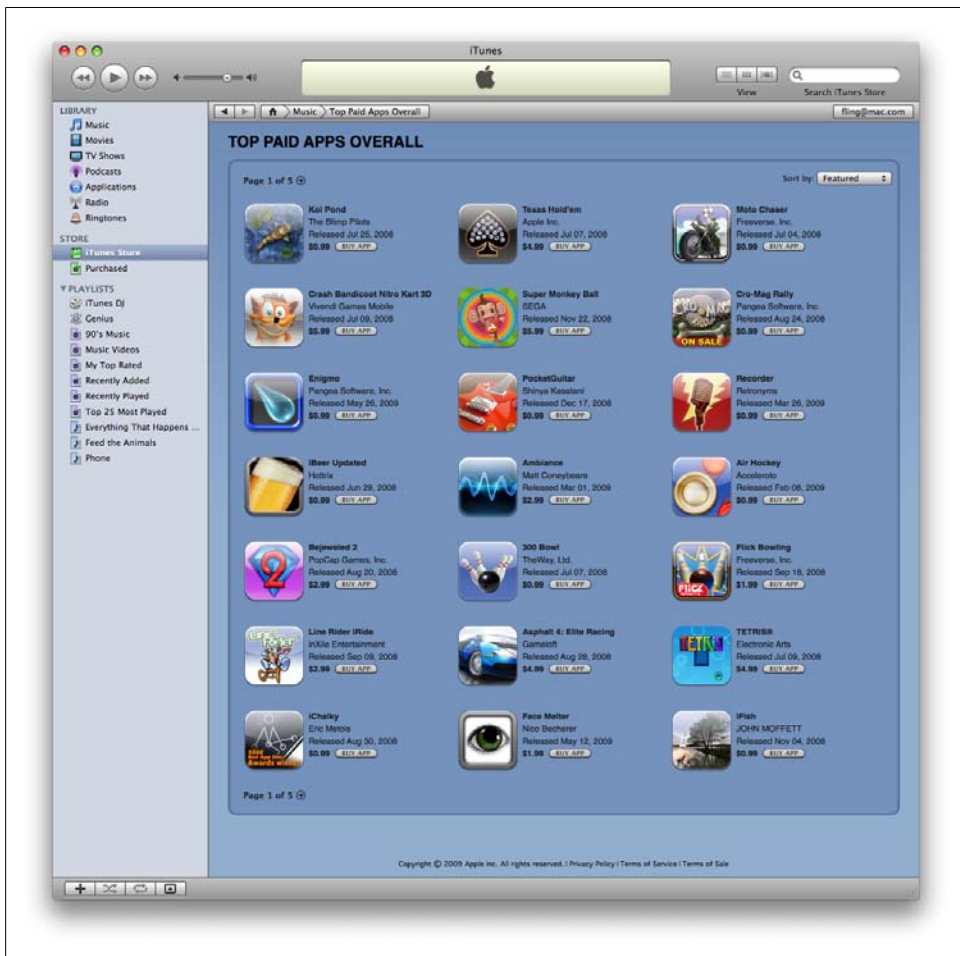 iTunes
View
Search iTunes Store
LIBRARY
Music
Movies
TV Shows
Podcasts
Applications
Radio
Ringtones
STORE
iTunes Store
Purchased
PLAYLISTS
iTunes DJ
Genius
90's Music
Music Videos
My Top Rated
Recently Added
Recently Played
Top 25 Most Played
Everything That Happens ...
Feed the Animals
Phone
Music Top Paid Apps Overall
fling@mac.com
TOP PAID APPS OVERALL
Page 1 of 5
Sort by: Featured
Koi Pond
The Blimp Pilots
Released Jul 25, 2008
$0.99 BUY APP
Texas Hold'em
Apple Inc.
Released Jul 07, 2008
$4.99 BUY APP
Moto Chaser
Freeverse, Inc.
Released Jul 04, 2008
$0.99 BUY APP
Crash Bandicoot Nitro Kart 3D
Vivendi Games Mobile
Released Jul 09, 2008
$5.99 BUY APP
Super Monkey Ball
SEGA
Released Nov 22, 2008
$5.99 BUY APP
CRO-MAG
ON SALE
Cro-Mag Rally
Pangea Software, Inc.
Released Aug 24, 2008
$0.99 BUY APP
Enigmo
Pangea Software, Inc.
Released May 26, 2009
$0.99 BUY APP
PocketGuitar
Shinya Kasatani
Released Dec 17, 2008
$0.99 BUY APP
Recorder
Retronyms
Released Mar 26, 2009
$0.99 BUY APP
iBeer Updated
Hottrix
Released Jun 29, 2008
$0.99 BUY APP
Ambiance
Matt Coneybeare
Released Mar 01, 2009
$2.99 BUY APP
Air Hockey
Acceleroto
Released Feb 06, 2009
$0.99 BUY APP
2
Bejeweled 2
PopCap Games, Inc.
Released Aug 20, 2008
$2.99 BUY APP
300 Bowl
TheWay, Ltd.
Released Jul 07, 2008
$0.99 BUY APP
FLICK
Flick Bowling
Freeverse, Inc.
Released Sep 18, 2008
$1.99 BUY APP
Line Rider iRide
inXile Entertainment
Released Sep 09, 2008
$2.99 BUY APP
Asphalt 4: Elite Racing
Gameloft
Released Aug 28, 2008
$4.99 BUY APP
TETRIS
TETRIS®
Electronic Arts
Released Jul 09, 2008
$4.99 BUY APP
2008
Best App Ever
Awards winner
iChalky
Eric Metois
Released Aug 30, 2008
$0.99 BUY APP
Face Melter
Nico Becherer
Released May 12, 2009
$1.99 BUY APP
iFish
JOHN MOFFETT
Released Nov 04, 2008
$0.99 BUY APP
Page 1 of 5
Copyright © 2009 Apple Inc. All rights reserved. | Privacy Policy | Terms of Service | Terms of Sale